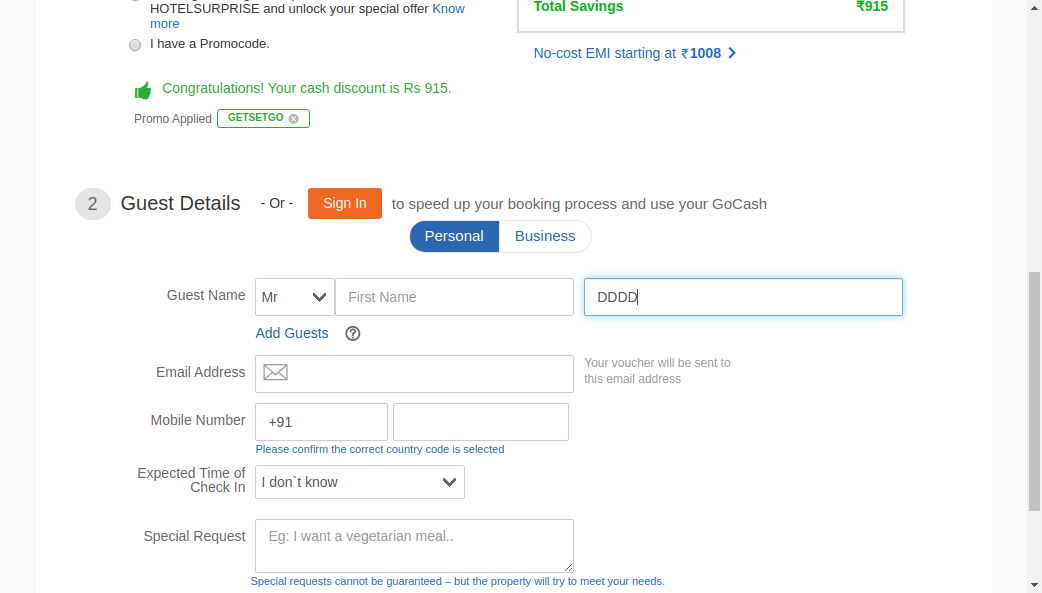 HOTELSURPRISE and unlock your special offer Know
more
I have a Promocode.
Total Savings ₹915
No-cost EMI starting at ₹1008
Congratulations! Your cash discount is Rs 915.
Promo Applied GETSETGO
2 Guest Details - Or - Sign In to speed up your booking process and use your GoCash
Personal Business
Guest Name Mr First Name DDDD
Add Guests ?
Email Address
Your voucher will be sent to
this email address
Mobile Number +91
Please confirm the correct country code is selected
Expected Time of
Check In
I don`t know
Special Request Eg: I want a vegetarian meal..
Special requests cannot be guaranteed – but the property will try to meet your needs.